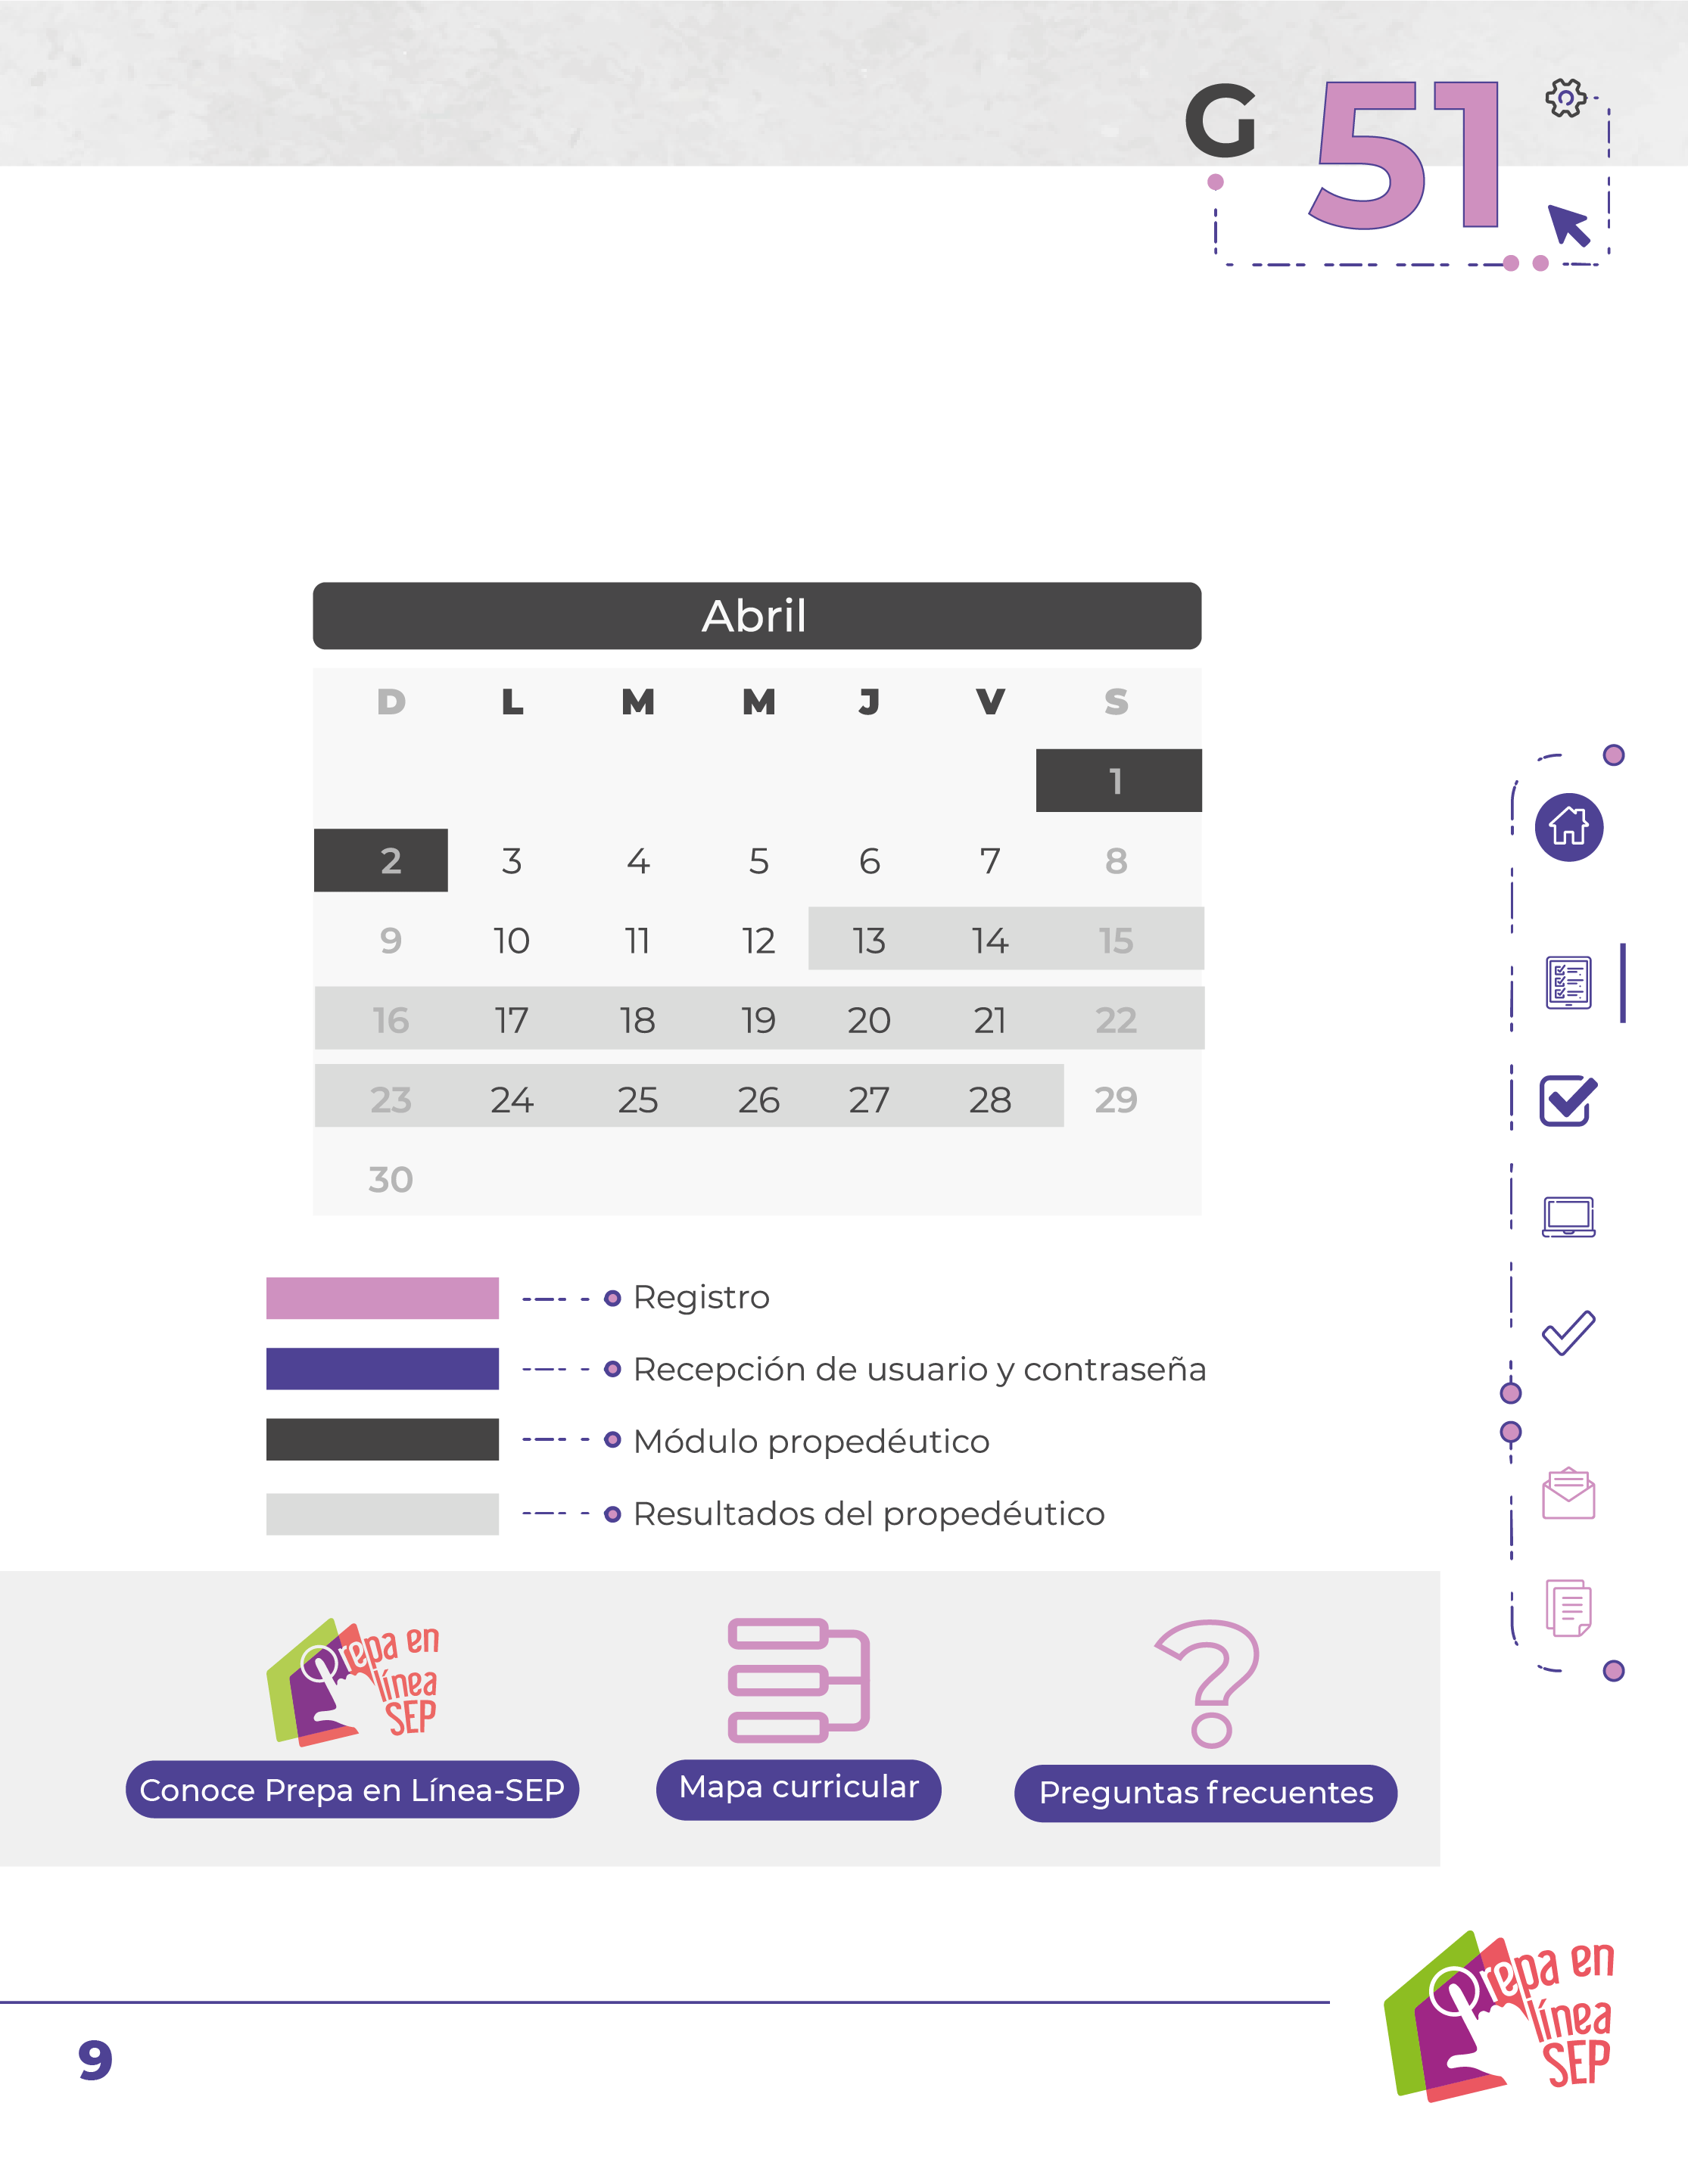 G 51
Abril
D L M M J V S
1
2 3 4 5 6 7 8
9 10 11 12 13 14 15
16 17 18 19 20 21 22
23 24 25 26 27 28 29
30
Registro
Recepción de usuario y contraseña
Módulo propedéutico
Resultados del propedéutico
Prepa en
línea
SEP
Conoce Prepa en Línea-SEP
Mapa curricular
?
Preguntas frecuentes
Prepa en
línea
SEP
9